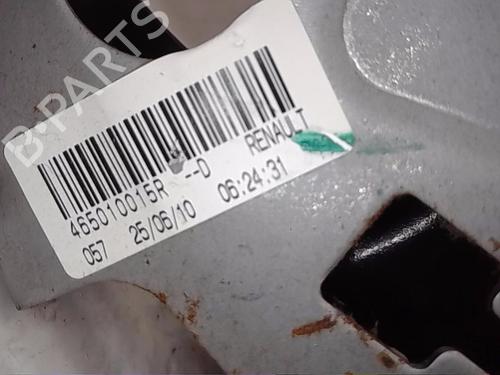 B-PARTS
465010015R --D RENAULT
057 25/06/10 06:24:31